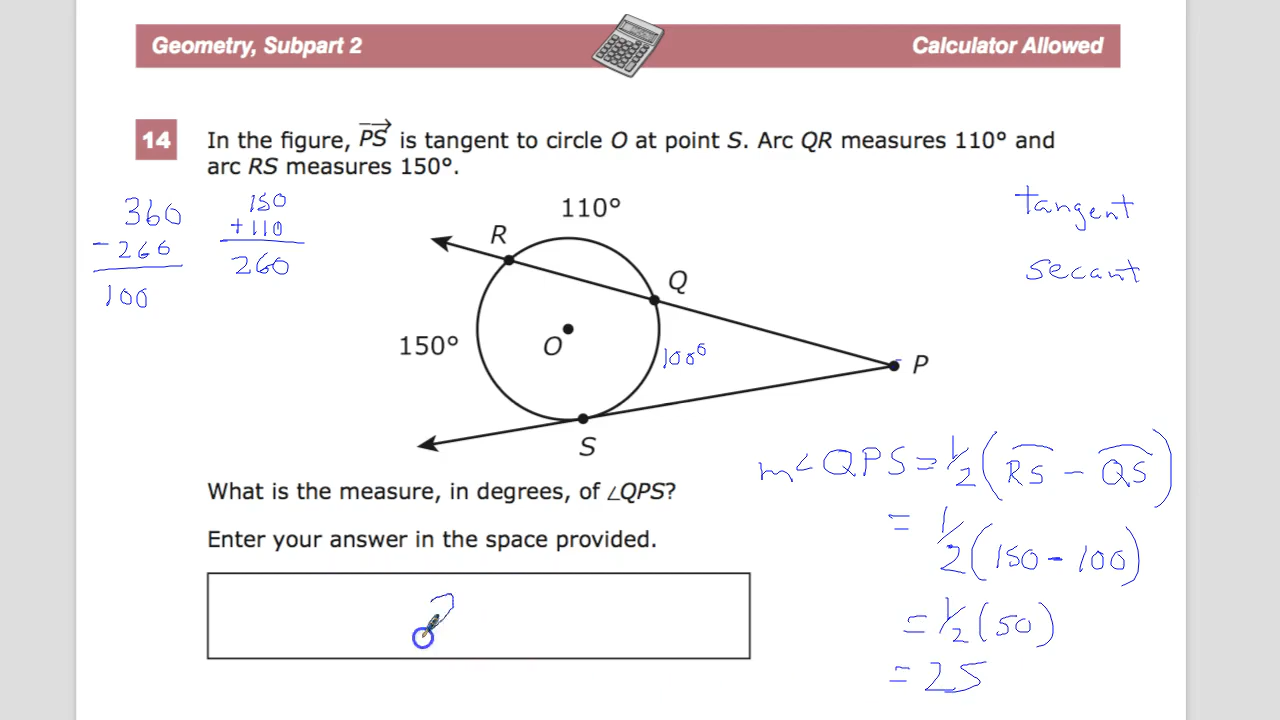 Geometry, Subpart 2
Calculator Allowed
14
In the figure, PS is tangent to circle O at point S. Arc QR measures 110° and
arc RS measures 150°.
360
- 260
100
150
+ 110
260
tangent
secant
110°
R
Q
150°
O
100°
P
S
m∠QPS = 1/2 (RS - QS)
= 1/2 (150 - 100)
= 1/2 (50)
= 25
What is the measure, in degrees, of ∠QPS?
Enter your answer in the space provided.